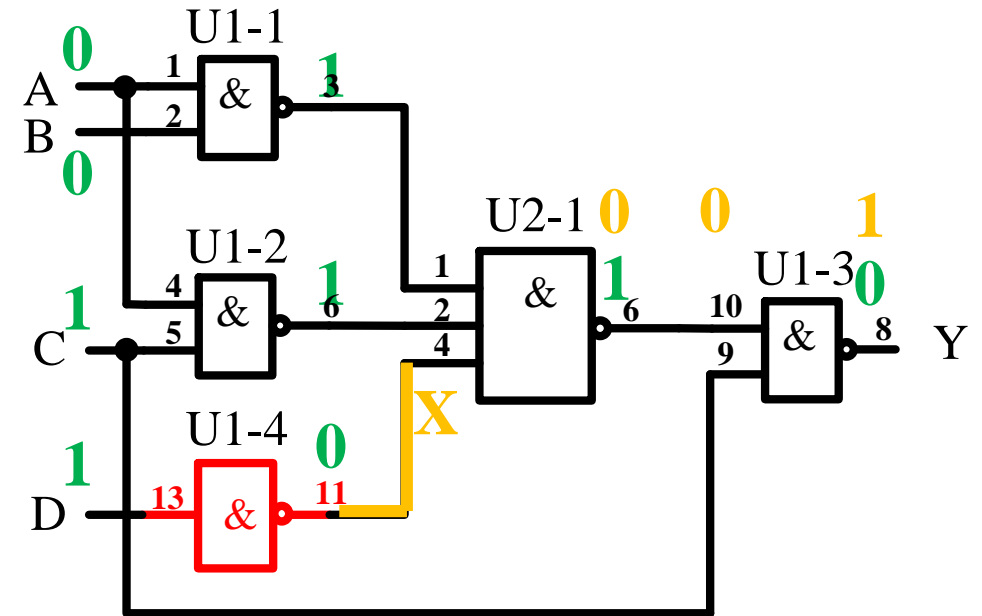 0 U1-1
A 1 & 1 3
B 2
0
U2-1 0 0 1
U1-2 1 U1-3 0
1 4 & 6 1 & 1 6 10 & 8 Y
C 5 2 9
4
X
U1-4 0
1 13 & 11
D